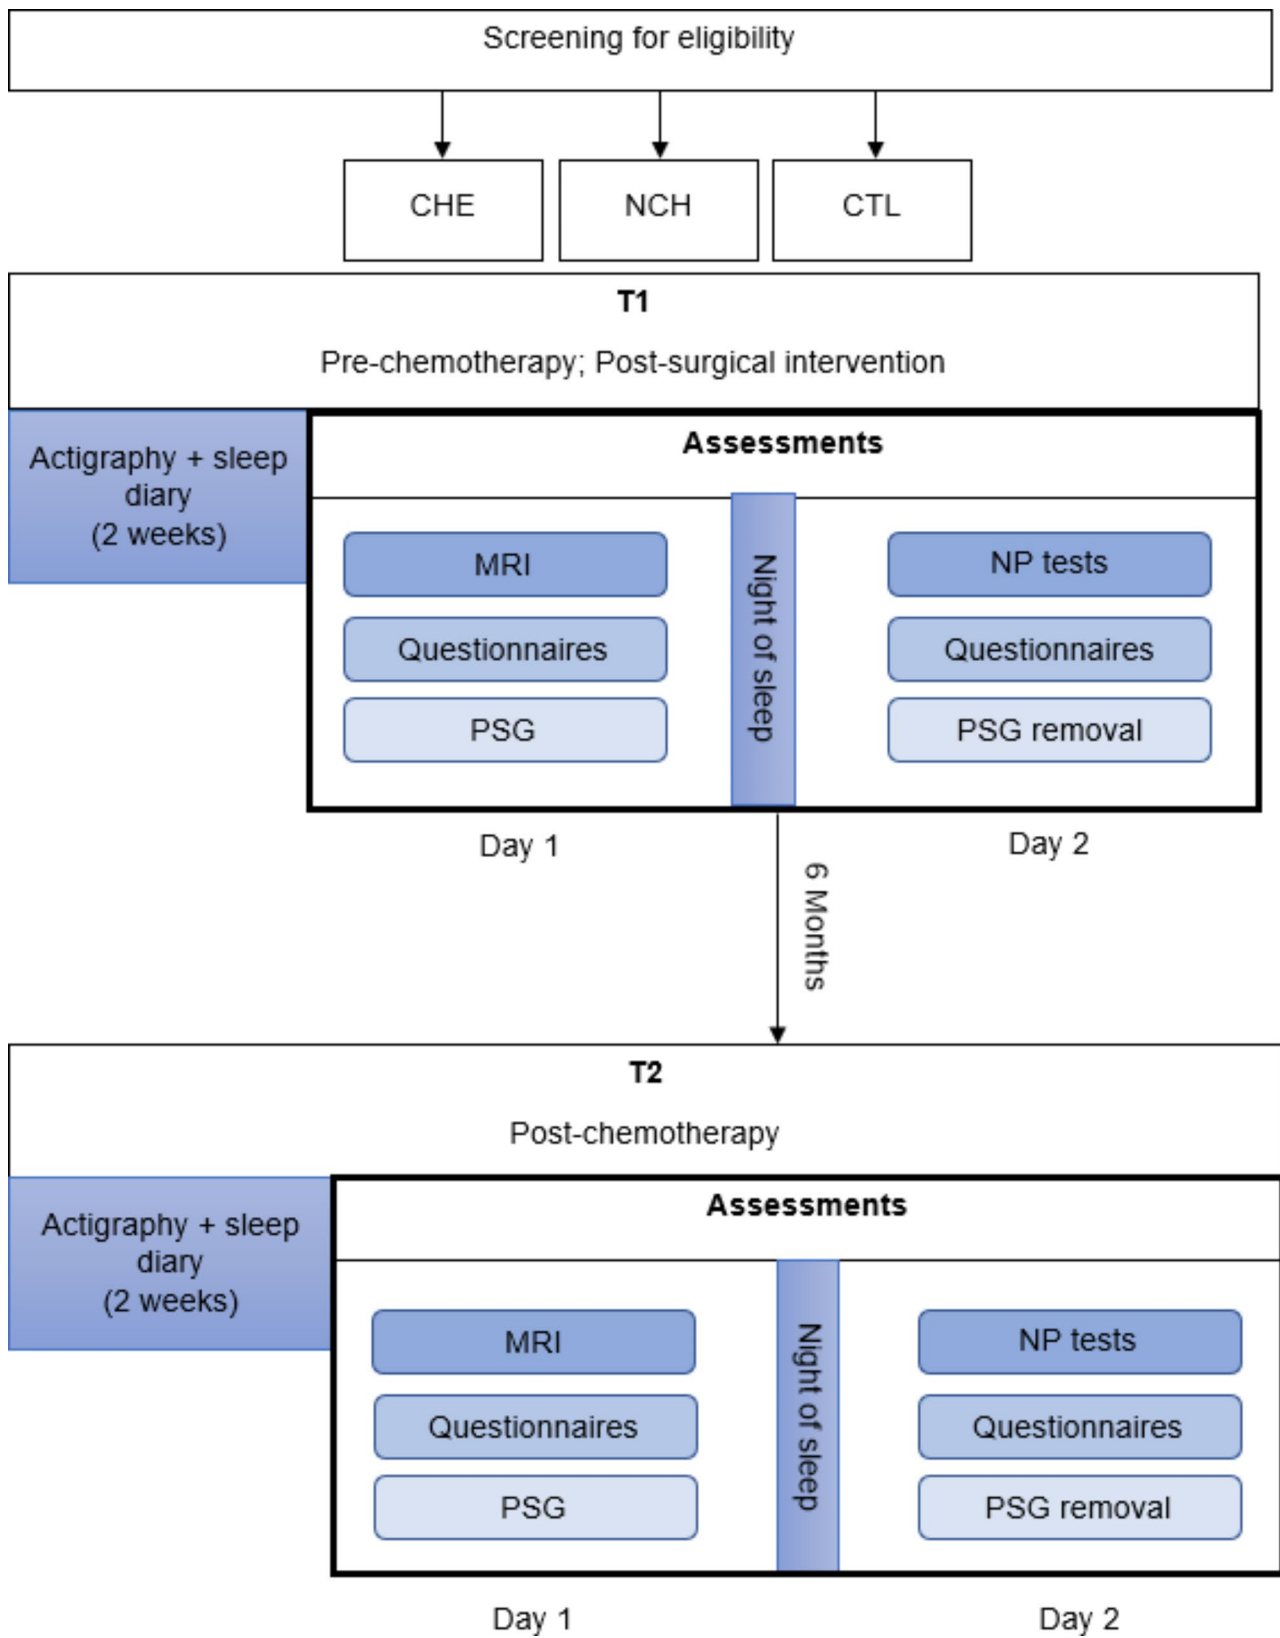 Screening for eligibility
CHE
NCH
CTL
T1
Pre-chemotherapy; Post-surgical intervention
Actigraphy + sleep
diary
(2 weeks)
Assessments
MRI
Questionnaires
PSG
Night of sleep
NP tests
Questionnaires
PSG removal
Day 1
Day 2
6 Months
T2
Post-chemotherapy
Actigraphy + sleep
diary
(2 weeks)
Assessments
MRI
Questionnaires
PSG
Night of sleep
NP tests
Questionnaires
PSG removal
Day 1
Day 2